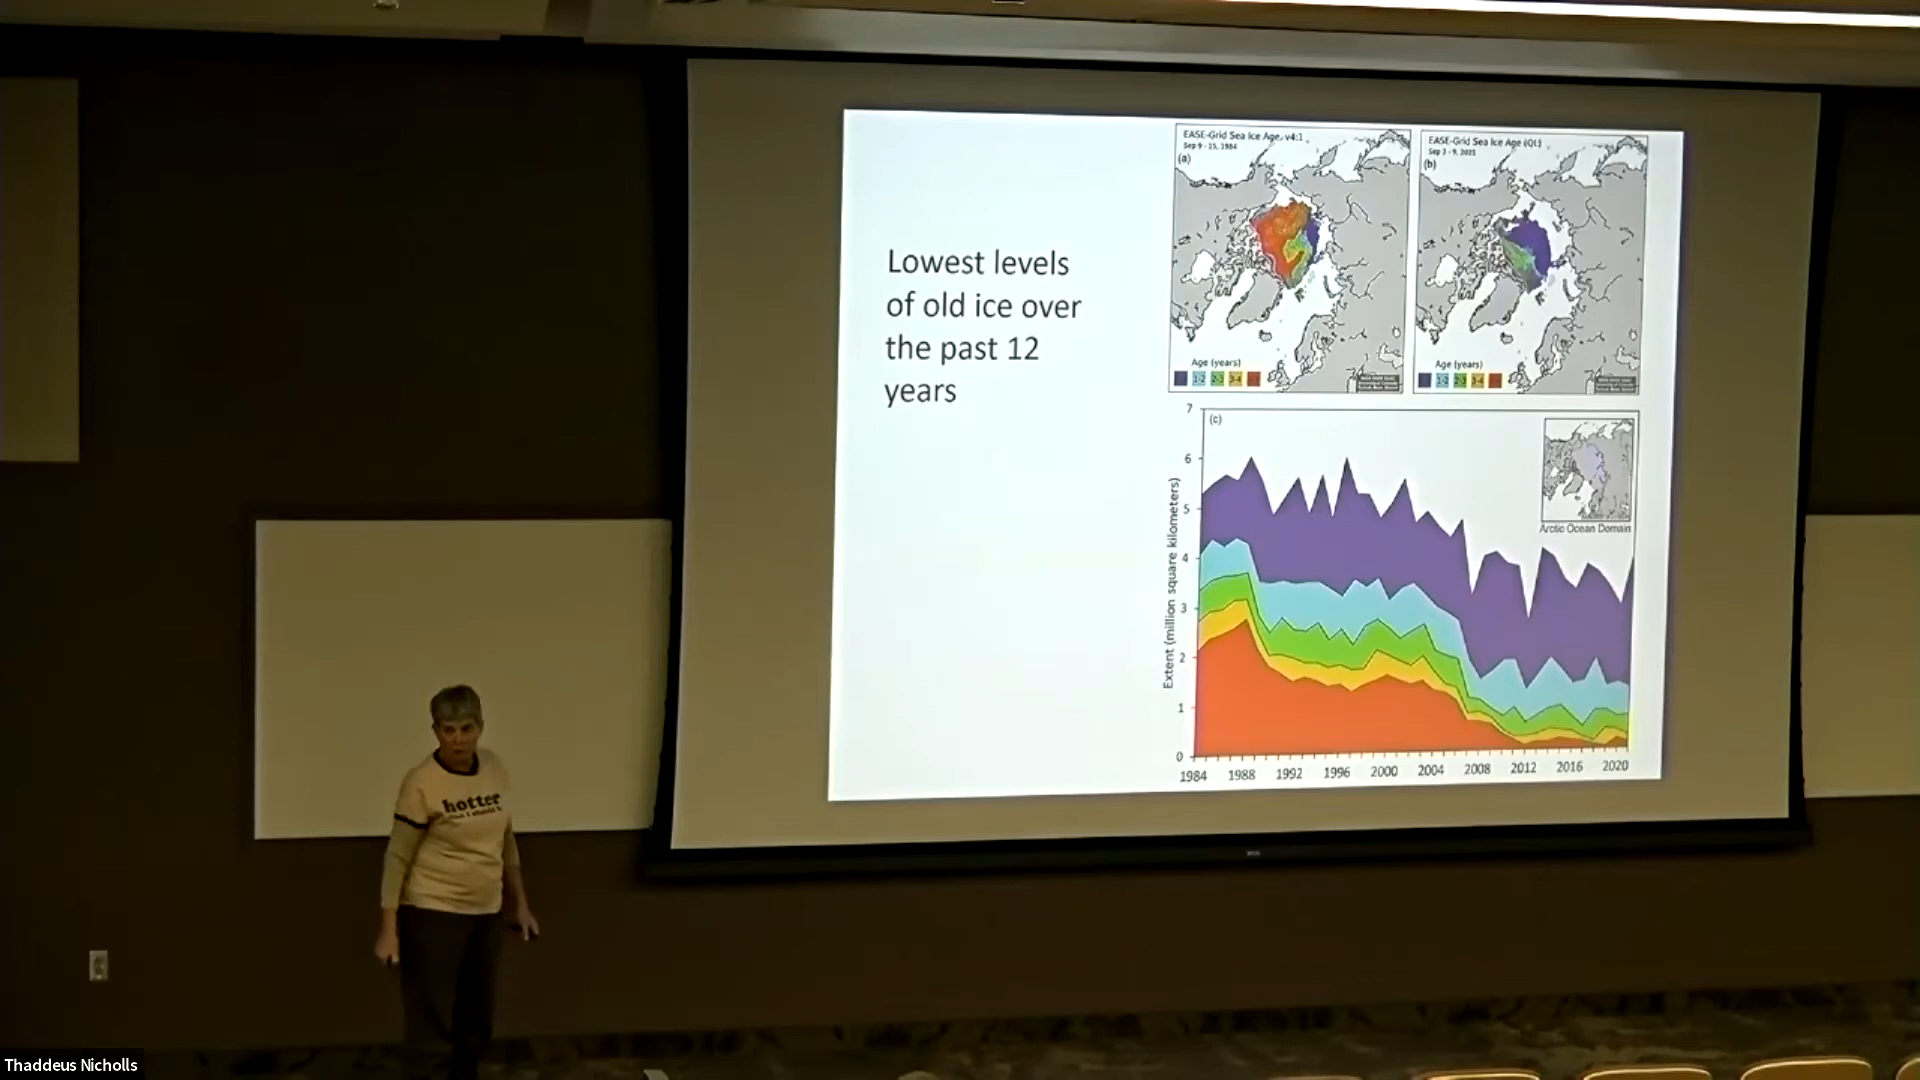 Lowest levels
of old ice over
the past 12
years
EASE-Grid Sea Ice Age, v4.1
Sep 9 - 15, 1984
(a)
Age (years)
1-2 2-3 3-4
EASE-Grid Sea Ice Age (QL)
Sep 3 - 9, 2021
(b)
Age (years)
1-2 2-3 3-4
(c)
Extent (million square kilometers)
7
6
5
4
3
2
1
0
1984 1988 1992 1996 2000 2004 2008 2012 2016 2020
Arctic Ocean Domain
hotter
Thaddeus Nicholls